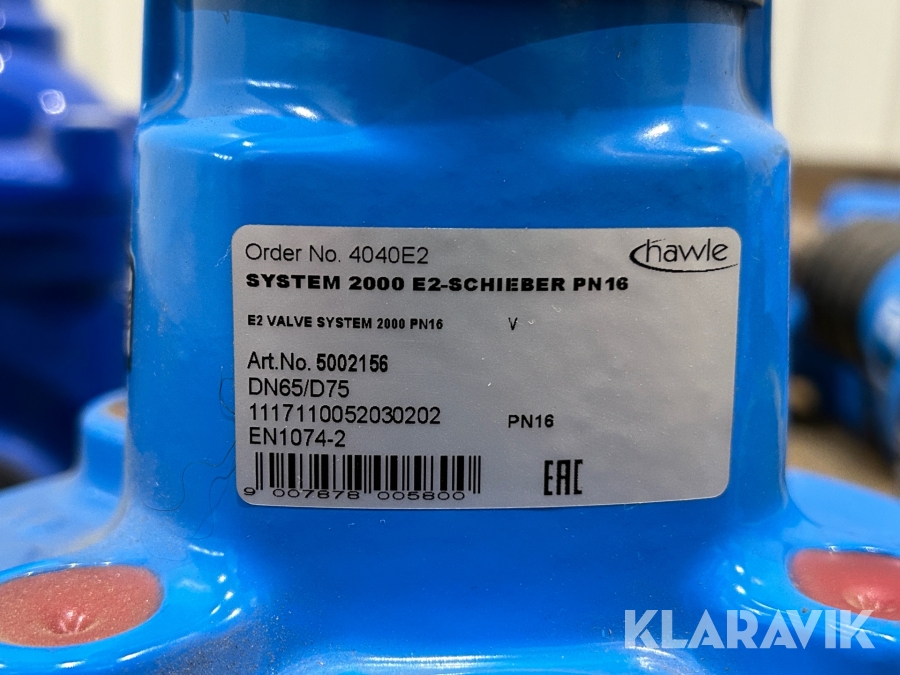 Order No. 4040E2
hawle
SYSTEM 2000 E2-SCHIEBER PN16
E2 VALVE SYSTEM 2000 PN16 V
Art.No. 5002156
DN65/D75
1117110052030202
PN16
EN1074-2
9 007878 005800
EAC
KLARAVIK